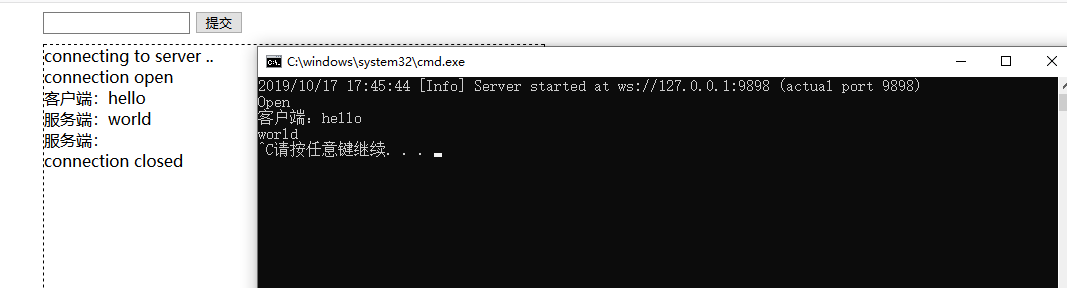 提交
connecting to server ..
connection open
客户端：hello
服务端：world
服务端：
connection closed
C:\windows\system32\cmd.exe
2019/10/17 17:45:44 [Info] Server started at ws://127.0.0.1:9898 (actual port 9898)
Open
客户端：hello
world
^C请按任意键继续. . .